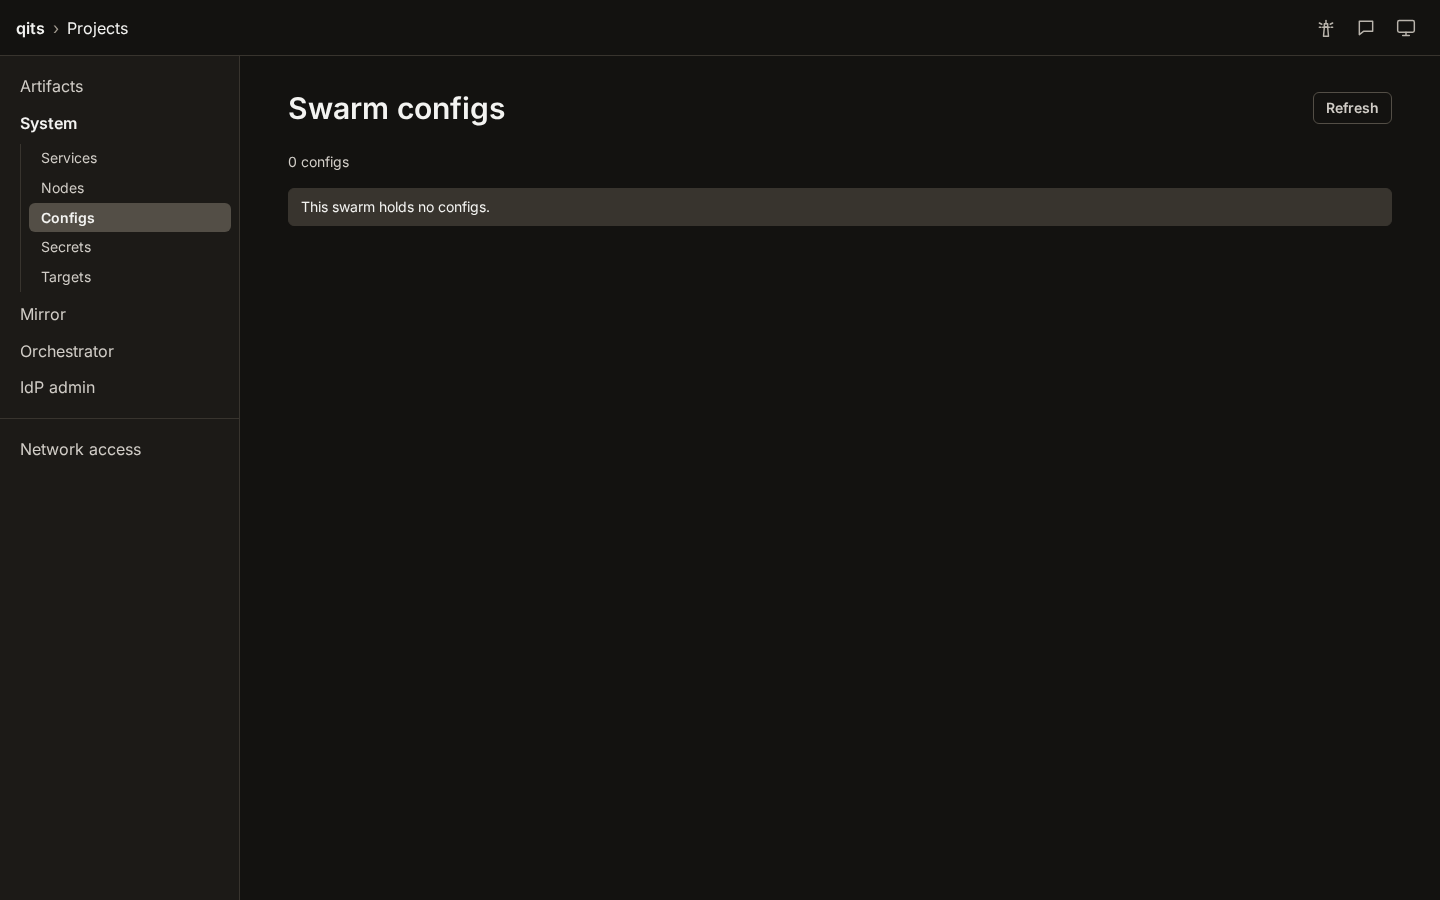 qits › Projects
Artifacts
System
Services
Nodes
Configs
Secrets
Targets
Mirror
Orchestrator
IdP admin
Network access
Swarm configs
Refresh
0 configs
This swarm holds no configs.